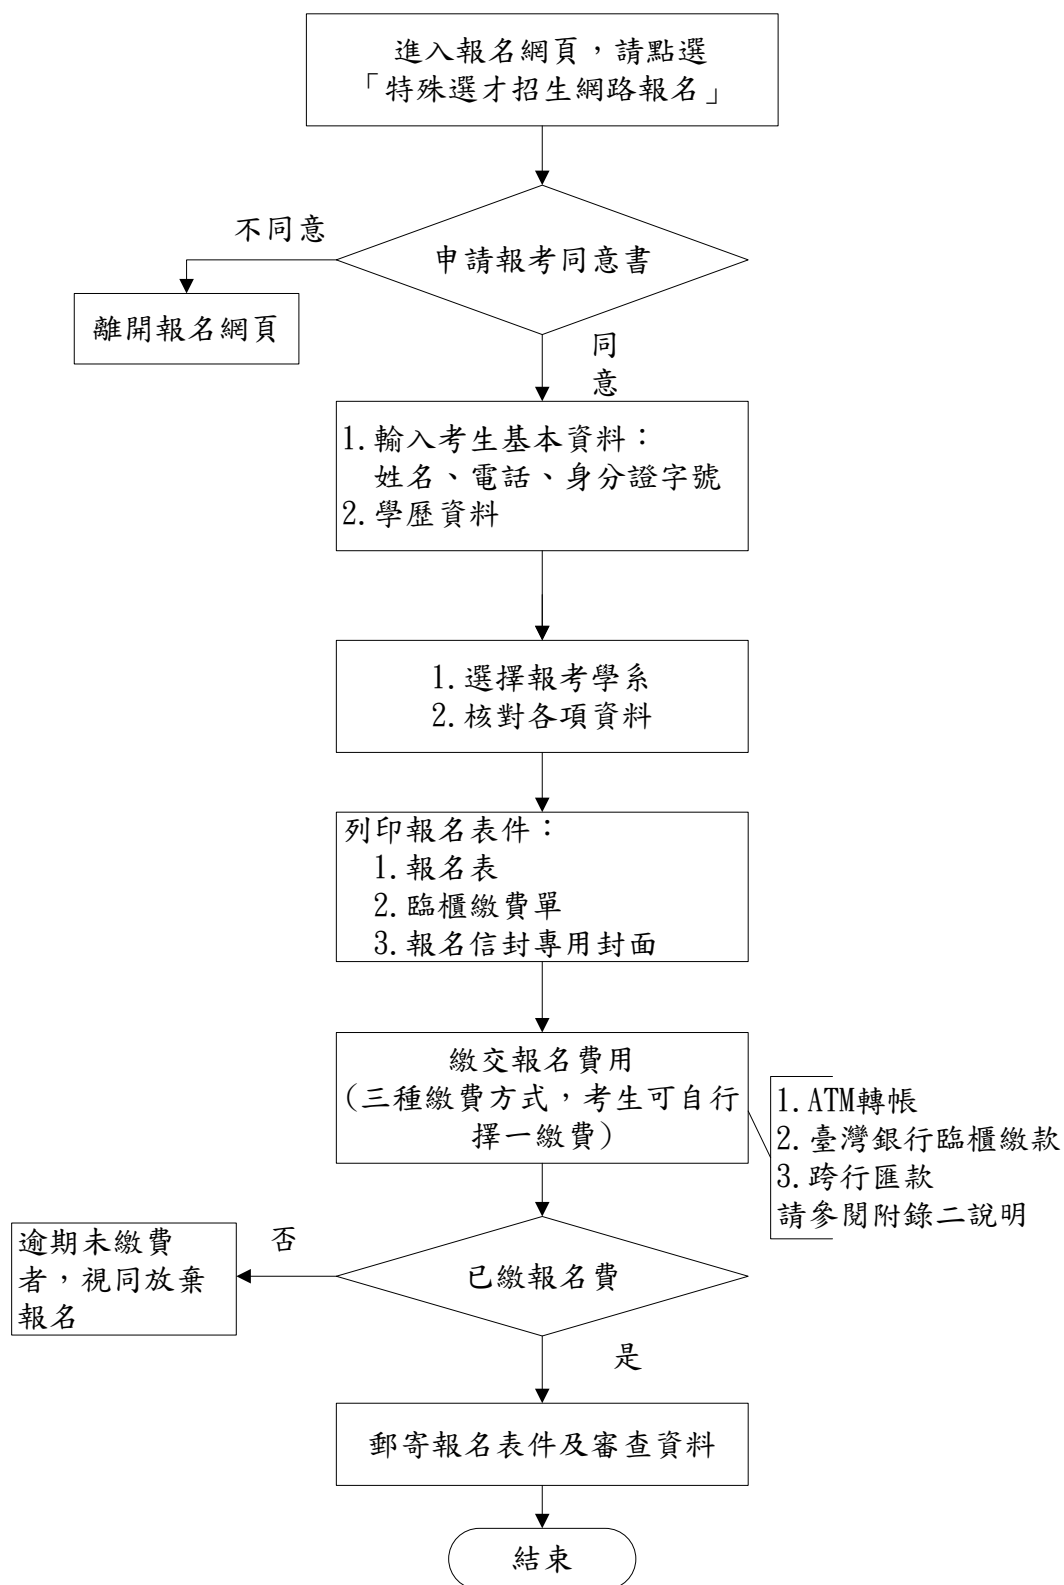 進入報名網頁，請點選
「特殊選才招生網路報名」
不同意
申請報考同意書
離開報名網頁
同
意
1.輸入考生基本資料：
姓名、電話、身分證字號
2.學歷資料
1.選擇報考學系
2.核對各項資料
列印報名表件：
1.報名表
2.臨櫃繳費單
3.報名信封專用封面
繳交報名費用
(三種繳費方式，考生可自行
擇一繳費)
1.ATM轉帳
2.臺灣銀行臨櫃繳款
3.跨行匯款
請參閱附錄二說明
否
逾期未繳費
者，視同放棄
報名
已繳報名費
是
郵寄報名表件及審查資料
結束